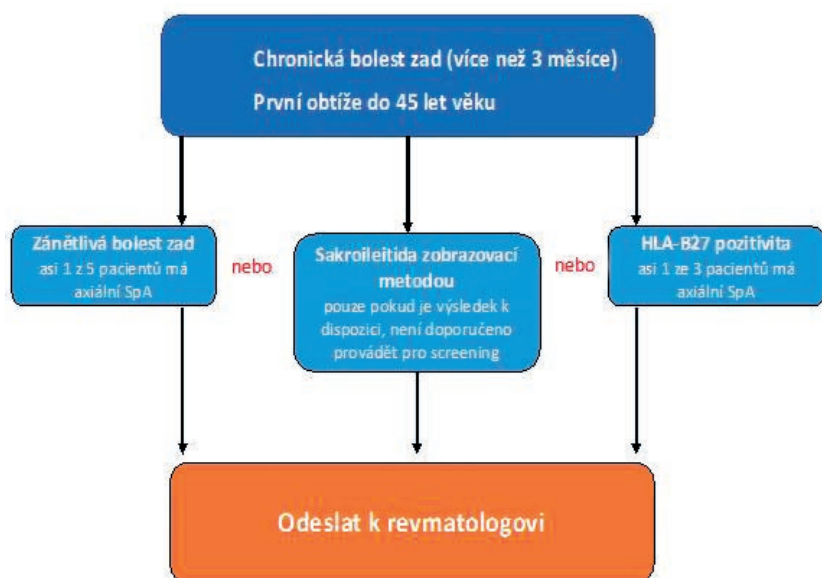 Chronická bolest zad (více než 3 měsíce)
První obtíže do 45 let věku
Zánětlivá bolest zad
asi 1 z 5 pacientů má
axiální SpA
nebo
Sakroileitida zobrazovací
metodou
pouze pokud je výsledek k
dispozici, není doporučeno
provádět pro screening
nebo
HLA-B27 pozitivita
asi 1 ze 3 pacientů má
axiální SpA
Odeslat k revmatologovi